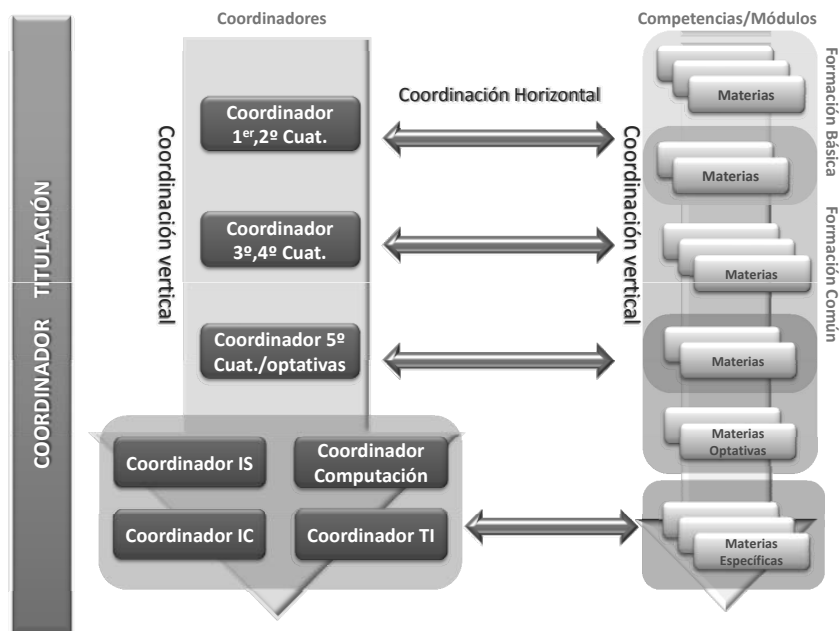 Coordinadores
Competencias/Módulos
COORDINADOR TITULACIÓN
Coordinación vertical
Coordinador
1er,2º Cuat.
Coordinador
3º,4º Cuat.
Coordinador 5º
Cuat./optativas
Coordinador IS
Coordinador
Computación
Coordinador IC
Coordinador TI
Coordinación Horizontal
Coordinación vertical
Materias
Materias
Materias
Materias
Materias
Optativas
Materias
Específicas
Formación Básica
Formación Común